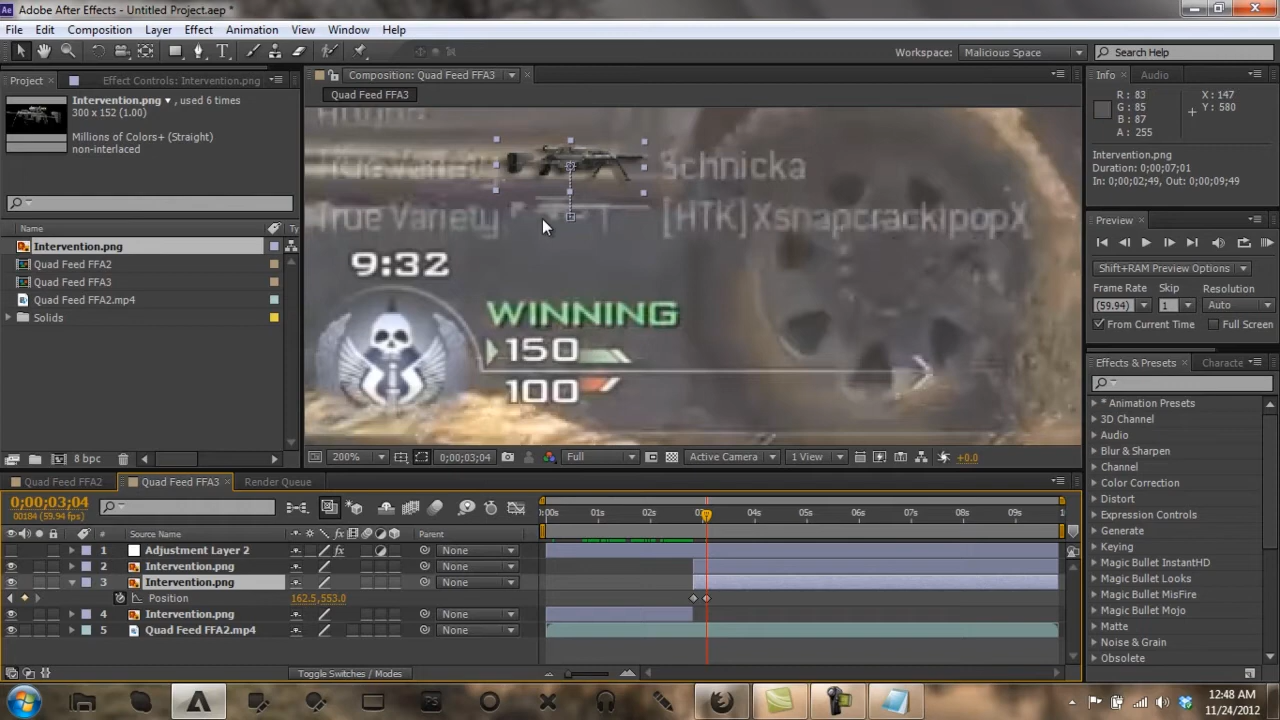 Adobe After Effects - Untitled Project.aep *
File Edit Composition Layer Effect Animation View Window Help
Workspace: Malicious Space Search Help
Project Effect Controls: Intervention.png
Composition: Quad Feed FFA3
Info Audio
Quad Feed FFA3
Intervention.png , used 6 times
300 x 152 (1.00)
Millions of Colors+ (Straight)
non-interlaced
R: 83 X: 147
G: 85 Y: 580
B: 87
A: 255
Intervention.png
Duration: 0;00;07;01
In: 0;00;02;49, Out: 0;00;09;49
Schnicka
True Variety [HTK] XsnapcracklpopX
9:32
WINNING
150
100
Name Ty
Intervention.png
Quad Feed FFA2
Quad Feed FFA3
Quad Feed FFA2.mp4
Solids
8 bpc
200% 0;00;03;04 Full Active Camera 1 View +0.0
Preview
Shift+RAM Preview Options
Frame Rate Skip Resolution
(59.94) 1 Auto
From Current Time Full Screen
Effects & Presets Characte
* Animation Presets
3D Channel
Audio
Blur & Sharpen
Channel
Color Correction
Distort
Expression Controls
Generate
Keying
Magic Bullet InstantHD
Magic Bullet Looks
Magic Bullet MisFire
Magic Bullet Mojo
Matte
Noise & Grain
Obsolete
Quad Feed FFA2 Quad Feed FFA3 Render Queue
0;00;03;04
00184 (59.94 fps)
:00s 01s 02s 04s 05s 06s 07s 08s 09s
# Source Name Parent
1 Adjustment Layer 2 None
2 Intervention.png None
3 Intervention.png None
Position 162.5,553.0
4 Intervention.png None
5 Quad Feed FFA2.mp4 None
Toggle Switches / Modes
12:48 AM
11/24/2012